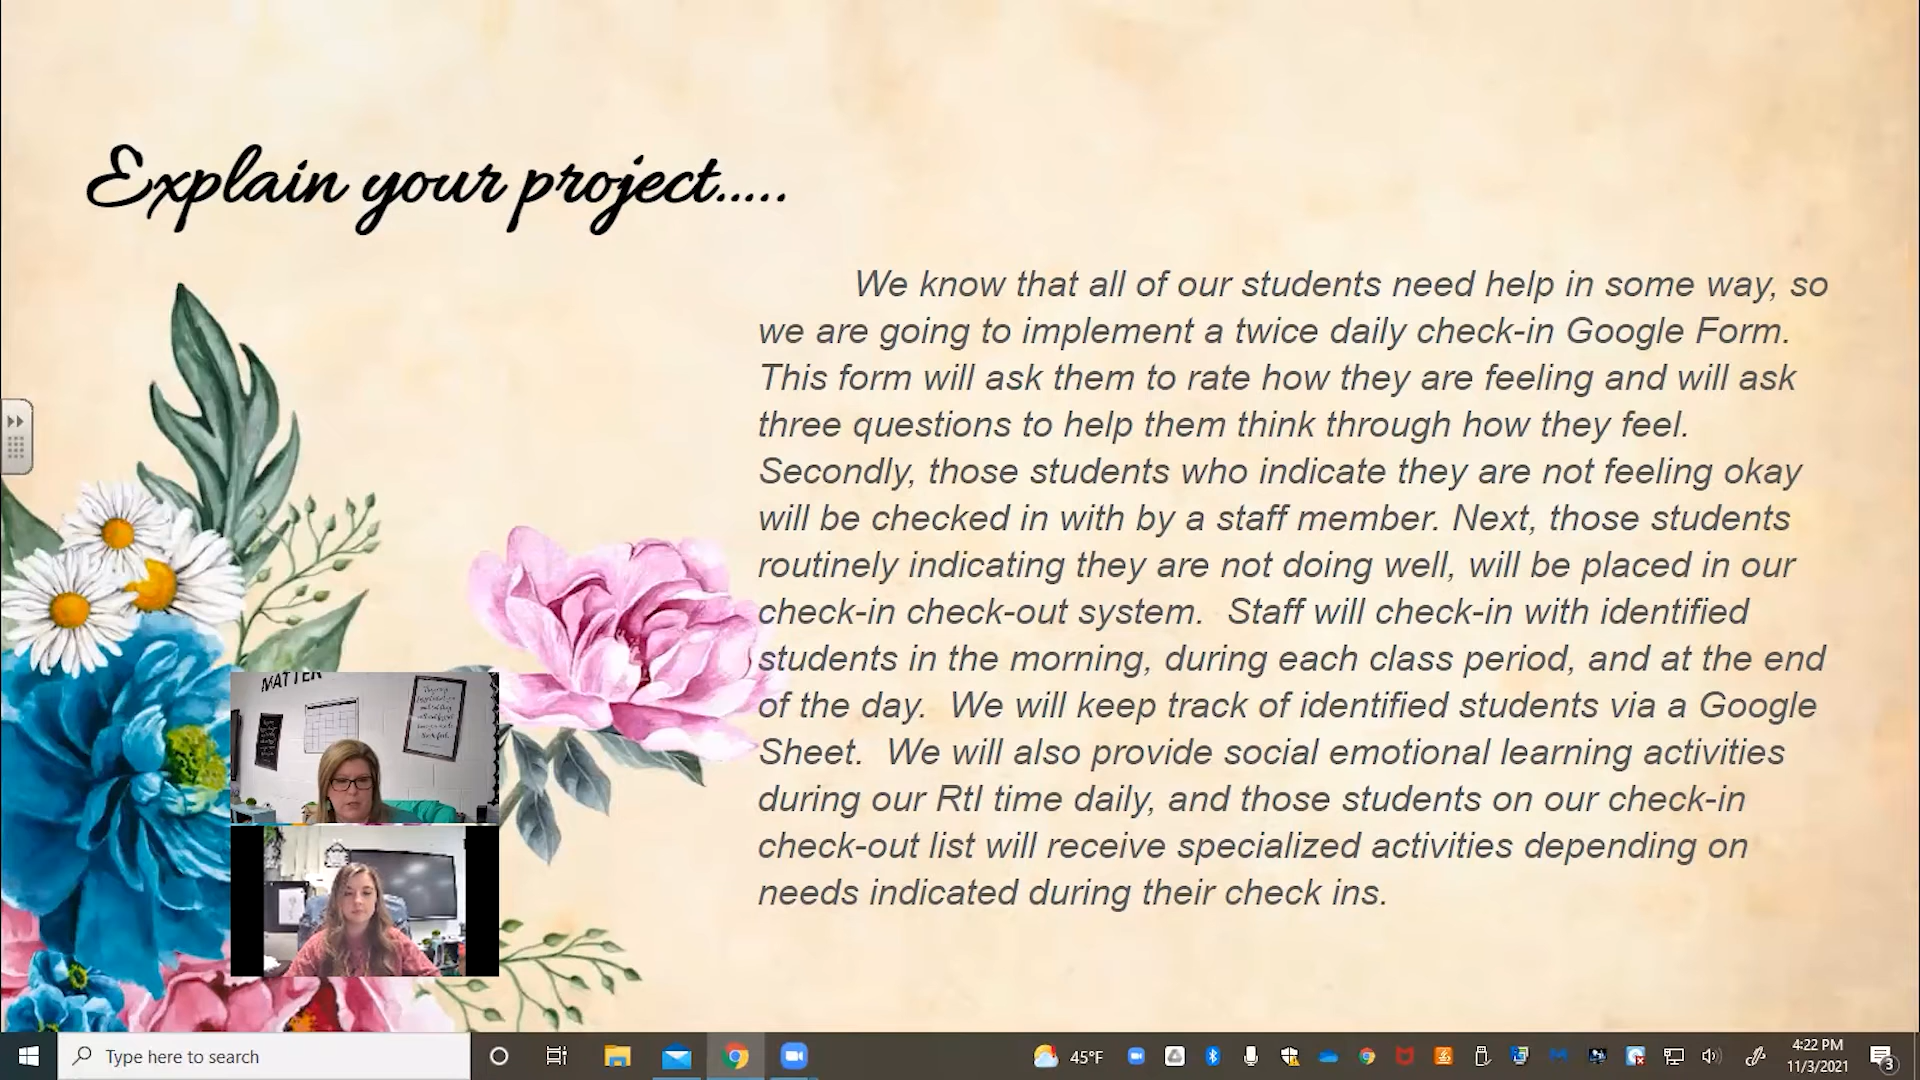 Explain your project.....
We know that all of our students need help in some way, so
we are going to implement a twice daily check-in Google Form.
This form will ask them to rate how they are feeling and will ask
three questions to help them think through how they feel.
Secondly, those students who indicate they are not feeling okay
will be checked in with by a staff member. Next, those students
routinely indicating they are not doing well, will be placed in our
check-in check-out system.  Staff will check-in with identified
students in the morning, during each class period, and at the end
of the day.  We will keep track of identified students via a Google
Sheet.  We will also provide social emotional learning activities
during our RtI time daily, and those students on our check-in
check-out list will receive specialized activities depending on
needs indicated during their check ins.
MATTER
Type here to search
45°F
4:22 PM
11/3/2021
3